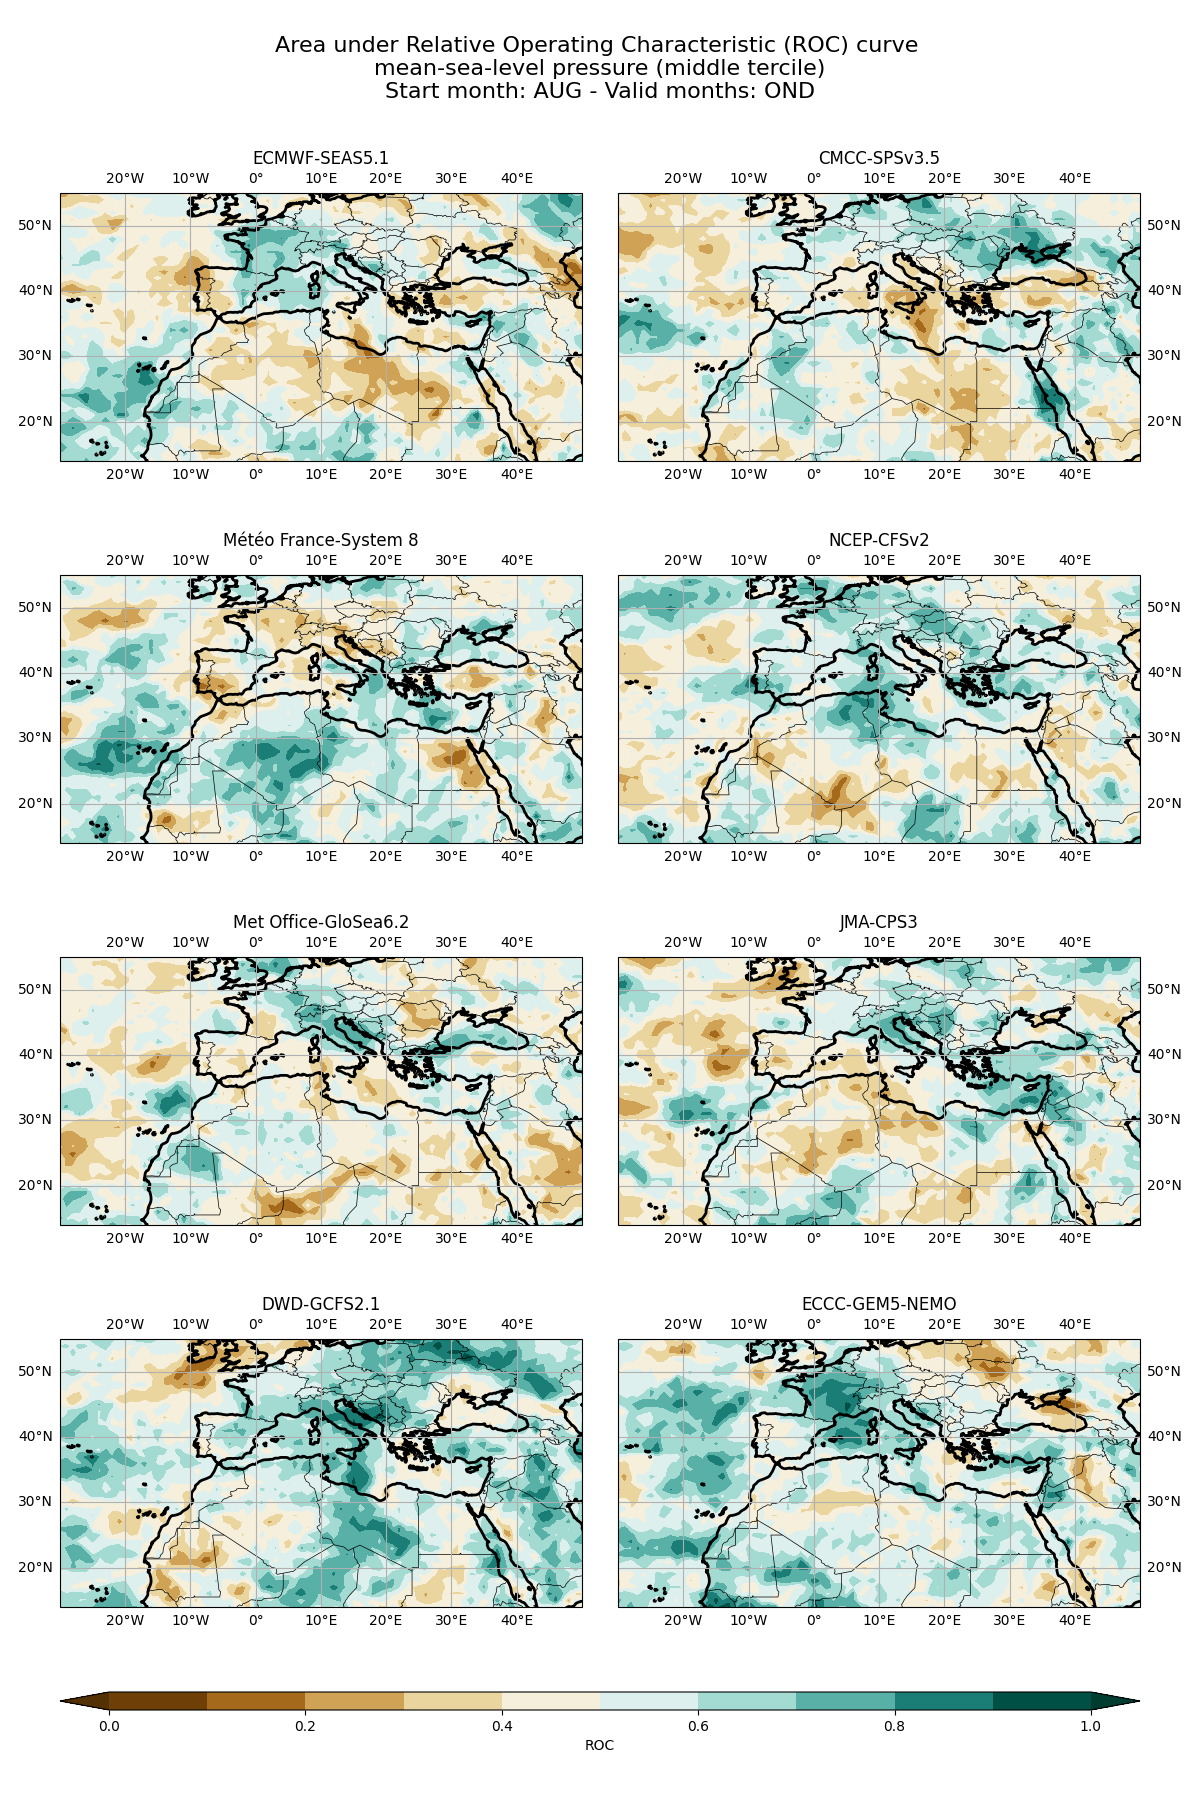 Area under Relative Operating Characteristic (ROC) curve
mean-sea-level pressure (middle tercile)
Start month: AUG - Valid months: OND
ECMWF-SEAS5.1
CMCC-SPSv3.5
20°W 10°W 0° 10°E 20°E 30°E 40°E
20°W 10°W 0° 10°E 20°E 30°E 40°E
50°N
50°N
40°N
40°N
30°N
30°N
20°N
20°N
20°W 10°W 0° 10°E 20°E 30°E 40°E
20°W 10°W 0° 10°E 20°E 30°E 40°E
Météo France-System 8
NCEP-CFSv2
20°W 10°W 0° 10°E 20°E 30°E 40°E
20°W 10°W 0° 10°E 20°E 30°E 40°E
50°N
50°N
40°N
40°N
30°N
30°N
20°N
20°N
20°W 10°W 0° 10°E 20°E 30°E 40°E
20°W 10°W 0° 10°E 20°E 30°E 40°E
Met Office-GloSea6.2
JMA-CPS3
20°W 10°W 0° 10°E 20°E 30°E 40°E
20°W 10°W 0° 10°E 20°E 30°E 40°E
50°N
50°N
40°N
40°N
30°N
30°N
20°N
20°N
20°W 10°W 0° 10°E 20°E 30°E 40°E
20°W 10°W 0° 10°E 20°E 30°E 40°E
DWD-GCFS2.1
ECCC-GEM5-NEMO
20°W 10°W 0° 10°E 20°E 30°E 40°E
20°W 10°W 0° 10°E 20°E 30°E 40°E
50°N
50°N
40°N
40°N
30°N
30°N
20°N
20°N
20°W 10°W 0° 10°E 20°E 30°E 40°E
20°W 10°W 0° 10°E 20°E 30°E 40°E
0.0 0.2 0.4 0.6 0.8 1.0
ROC